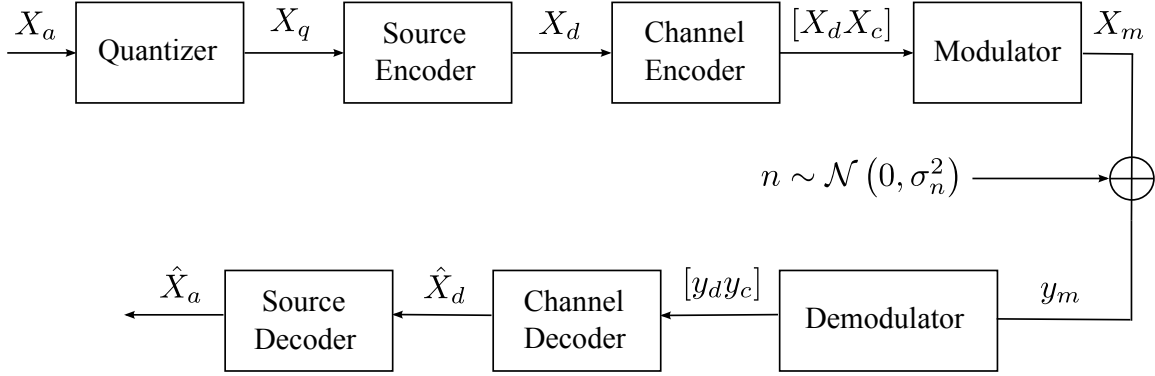 X_a
Quantizer
X_q
Source
Encoder
X_d
Channel
Encoder
[X_d X_c]
Modulator
X_m
n ∼ 𝒩 (0, σ_n^2)
X̂_a
Source
Decoder
X̂_d
Channel
Decoder
[y_d y_c]
Demodulator
y_m